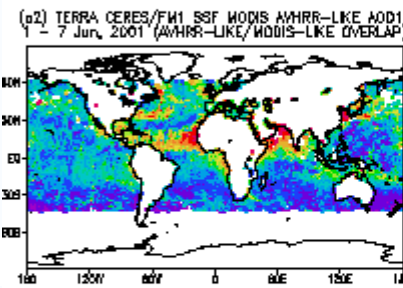 (a2) TERRA CERES/FM1 SSF MODIS AVHRR-LIKE AOD1
1 - 7 Jun, 2001 (AVHRR-LIKE/MODIS-LIKE OVERLAP)
60N
30N
EQ
30S
60S
180 120W 60W 0 60E 120E